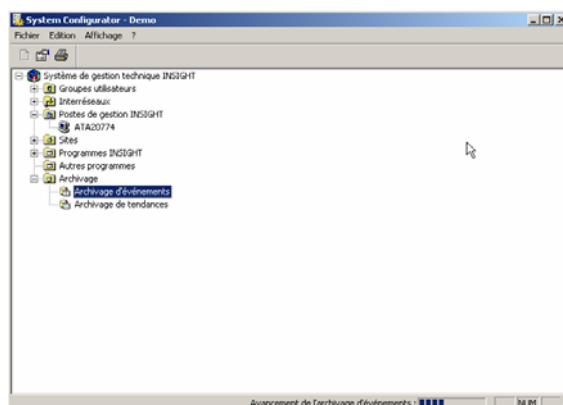 System Configurator - Demo
Fichier Edition Affichage ?
Système de gestion technique INSIGHT
Groupes utilisateurs
Interréseaux
Postes de gestion INSIGHT
ATA20774
Sites
Programmes INSIGHT
Autres programmes
Archivage
Archivage d'événements
Archivage de tendances
Avancement de l'archivage d'événements :
NUM